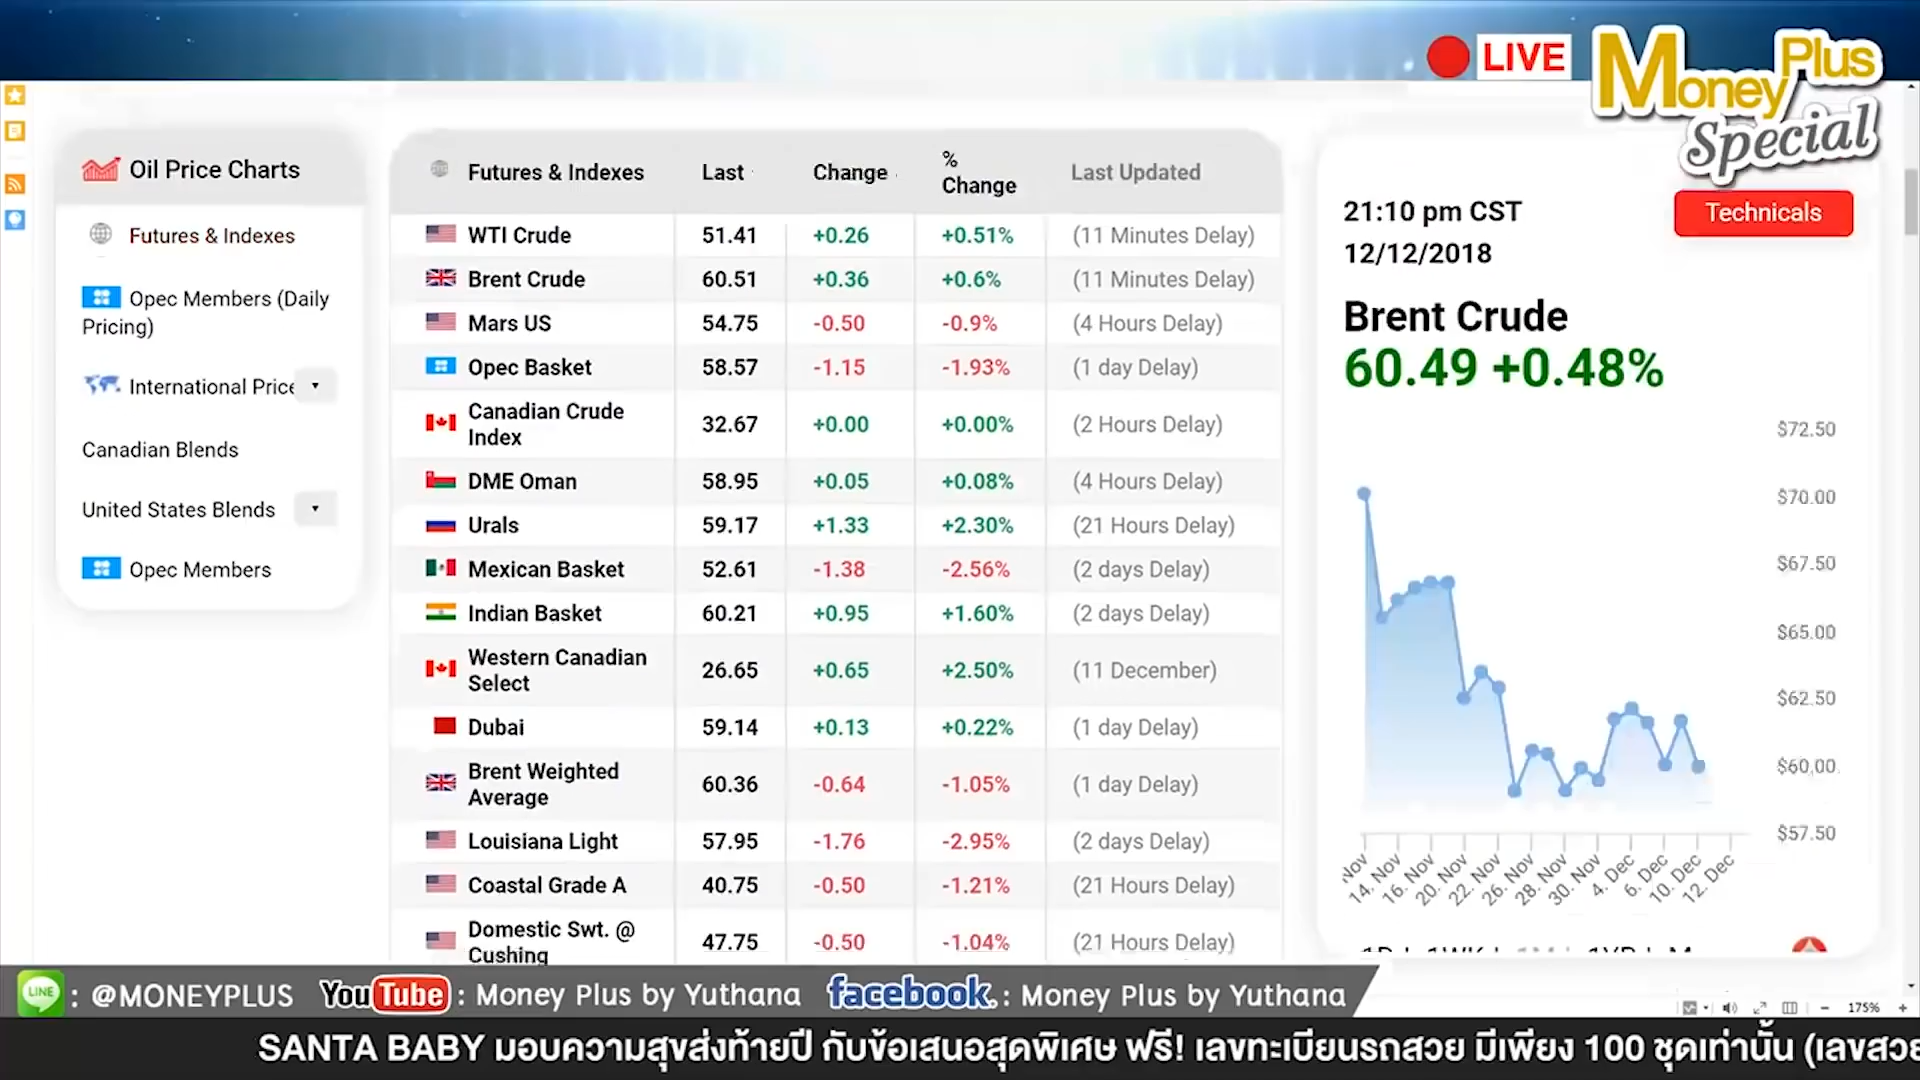 LIVE
Money Plus
Special
Oil Price Charts
Futures & Indexes
Opec Members (Daily
Pricing)
International Price
Canadian Blends
United States Blends
Opec Members
Futures & Indexes Last Change % Change Last Updated
WTI Crude 51.41 +0.26 +0.51% (11 Minutes Delay)
Brent Crude 60.51 +0.36 +0.6% (11 Minutes Delay)
Mars US 54.75 -0.50 -0.9% (4 Hours Delay)
Opec Basket 58.57 -1.15 -1.93% (1 day Delay)
Canadian Crude Index 32.67 +0.00 +0.00% (2 Hours Delay)
DME Oman 58.95 +0.05 +0.08% (4 Hours Delay)
Urals 59.17 +1.33 +2.30% (21 Hours Delay)
Mexican Basket 52.61 -1.38 -2.56% (2 days Delay)
Indian Basket 60.21 +0.95 +1.60% (2 days Delay)
Western Canadian Select 26.65 +0.65 +2.50% (11 December)
Dubai 59.14 +0.13 +0.22% (1 day Delay)
Brent Weighted Average 60.36 -0.64 -1.05% (1 day Delay)
Louisiana Light 57.95 -1.76 -2.95% (2 days Delay)
Coastal Grade A 40.75 -0.50 -1.21% (21 Hours Delay)
Domestic Swt. @ Cushing 47.75 -0.50 -1.04% (21 Hours Delay)
21:10 pm CST
12/12/2018
Technicals
Brent Crude
60.49 +0.48%
$72.50
$70.00
$67.50
$65.00
$62.50
$60.00
$57.50
Nov 14. Nov 16. Nov 20. Nov 22. Nov 26. Nov 28. Nov 30. Nov 4. Dec 6. Dec 10. Dec 12. Dec
LINE : @MONEYPLUS YouTube : Money Plus by Yuthana facebook. : Money Plus by Yuthana
175%
SANTA BABY มอบความสุขส่งท้ายปี กับข้อเสนอสุดพิเศษ ฟรี! เลขทะเบียนรถสวย มีเพียง 100 ชุดเท่านั้น (เลขสวย